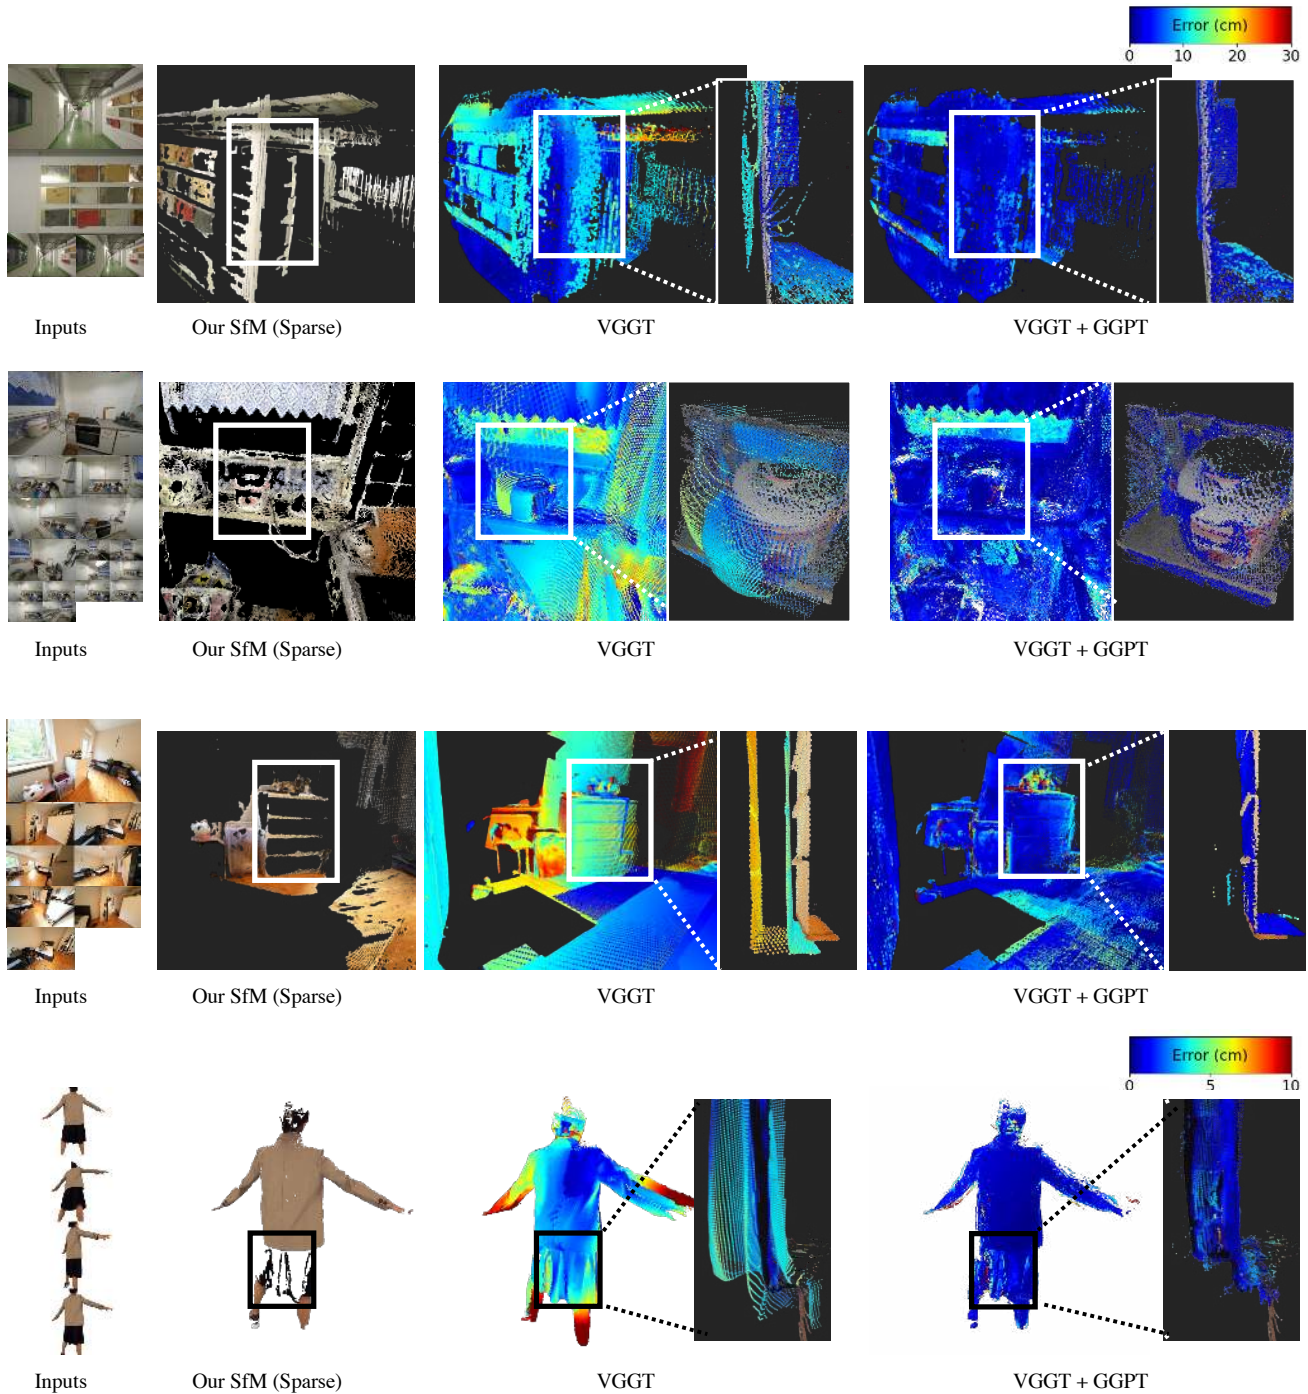 Error (cm)
0 10 20 30
Inputs Our SfM (Sparse) VGGT VGGT + GGPT
Inputs Our SfM (Sparse) VGGT VGGT + GGPT
Inputs Our SfM (Sparse) VGGT VGGT + GGPT
Error (cm)
0 5 10
Inputs Our SfM (Sparse) VGGT VGGT + GGPT